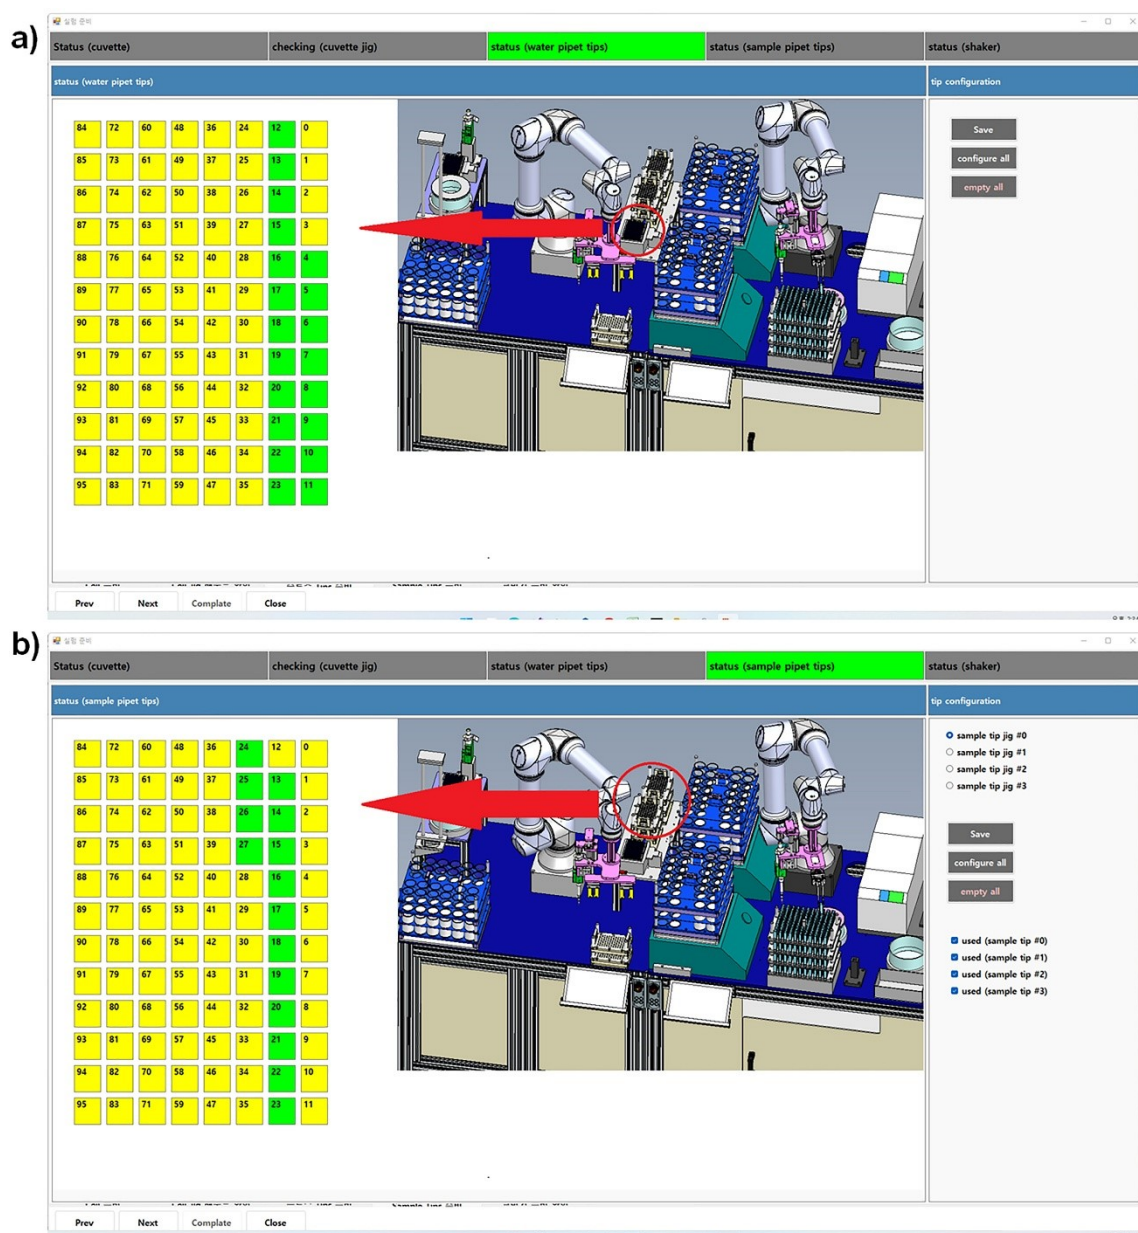 a)
실험 준비
Status (cuvette) checking (cuvette jig) status (water pipet tips) status (sample pipet tips) status (shaker)
status (water pipet tips) tip configuration
84 72 60 48 36 24 12 0
85 73 61 49 37 25 13 1
86 74 62 50 38 26 14 2
87 75 63 51 39 27 15 3
88 76 64 52 40 28 16 4
89 77 65 53 41 29 17 5
90 78 66 54 42 30 18 6
91 79 67 55 43 31 19 7
92 80 68 56 44 32 20 8
93 81 69 57 45 33 21 9
94 82 70 58 46 34 22 10
95 83 71 59 47 35 23 11
Save
configure all
empty all
Prev Next Complate Close
b)
실험 준비
Status (cuvette) checking (cuvette jig) status (water pipet tips) status (sample pipet tips) status (shaker)
status (sample pipet tips) tip configuration
84 72 60 48 36 24 12 0
85 73 61 49 37 25 13 1
86 74 62 50 38 26 14 2
87 75 63 51 39 27 15 3
88 76 64 52 40 28 16 4
89 77 65 53 41 29 17 5
90 78 66 54 42 30 18 6
91 79 67 55 43 31 19 7
92 80 68 56 44 32 20 8
93 81 69 57 45 33 21 9
94 82 70 58 46 34 22 10
95 83 71 59 47 35 23 11
sample tip jig #0
sample tip jig #1
sample tip jig #2
sample tip jig #3
Save
configure all
empty all
used (sample tip #0)
used (sample tip #1)
used (sample tip #2)
used (sample tip #3)
Prev Next Complate Close